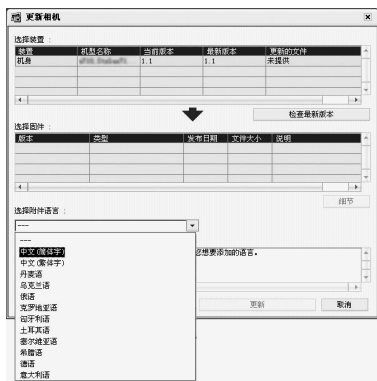 更新相机
选择装置 :
装置 机型名称 当前版本 最新版本 更新的文件
机身 1.1 1.1 未提供
检查最新版本
选择固件 :
版本 类型 发布日期 文件大小 说明
细节
选择附件语言 :
---
---
中文(简体字)
您想要添加的语言。
中文(繁体字)
丹麦语
乌克兰语
俄语
克罗地亚语
匈牙利语
更新 取消
土耳其语
塞尔维亚语
希腊语
德语
意大利语